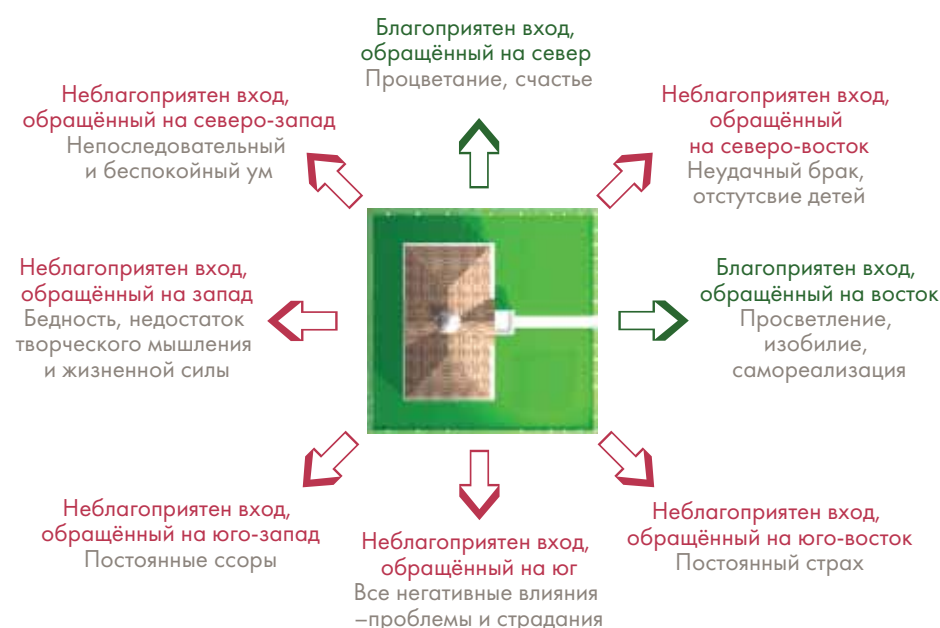 Благоприятен вход,
обращённый на север
Процветание, счастье
Неблагоприятен вход,
обращённый на северо-запад
Непоследовательный
и беспокойный ум
Неблагоприятен вход,
обращённый
на северо-восток
Неудачный брак,
отстутсвие детей
Неблагоприятен вход,
обращённый на запад
Бедность, недостаток
творческого мышления
и жизненной силы
Благоприятен вход,
обращённый на восток
Просветление,
изобилие,
самореализация
Неблагоприятен вход,
обращённый на юго-запад
Постоянные ссоры
Неблагоприятен вход,
обращённый на юг
Все негативные влияния
–проблемы и страдания
Неблагоприятен вход,
обращённый на юго-восток
Постоянный страх